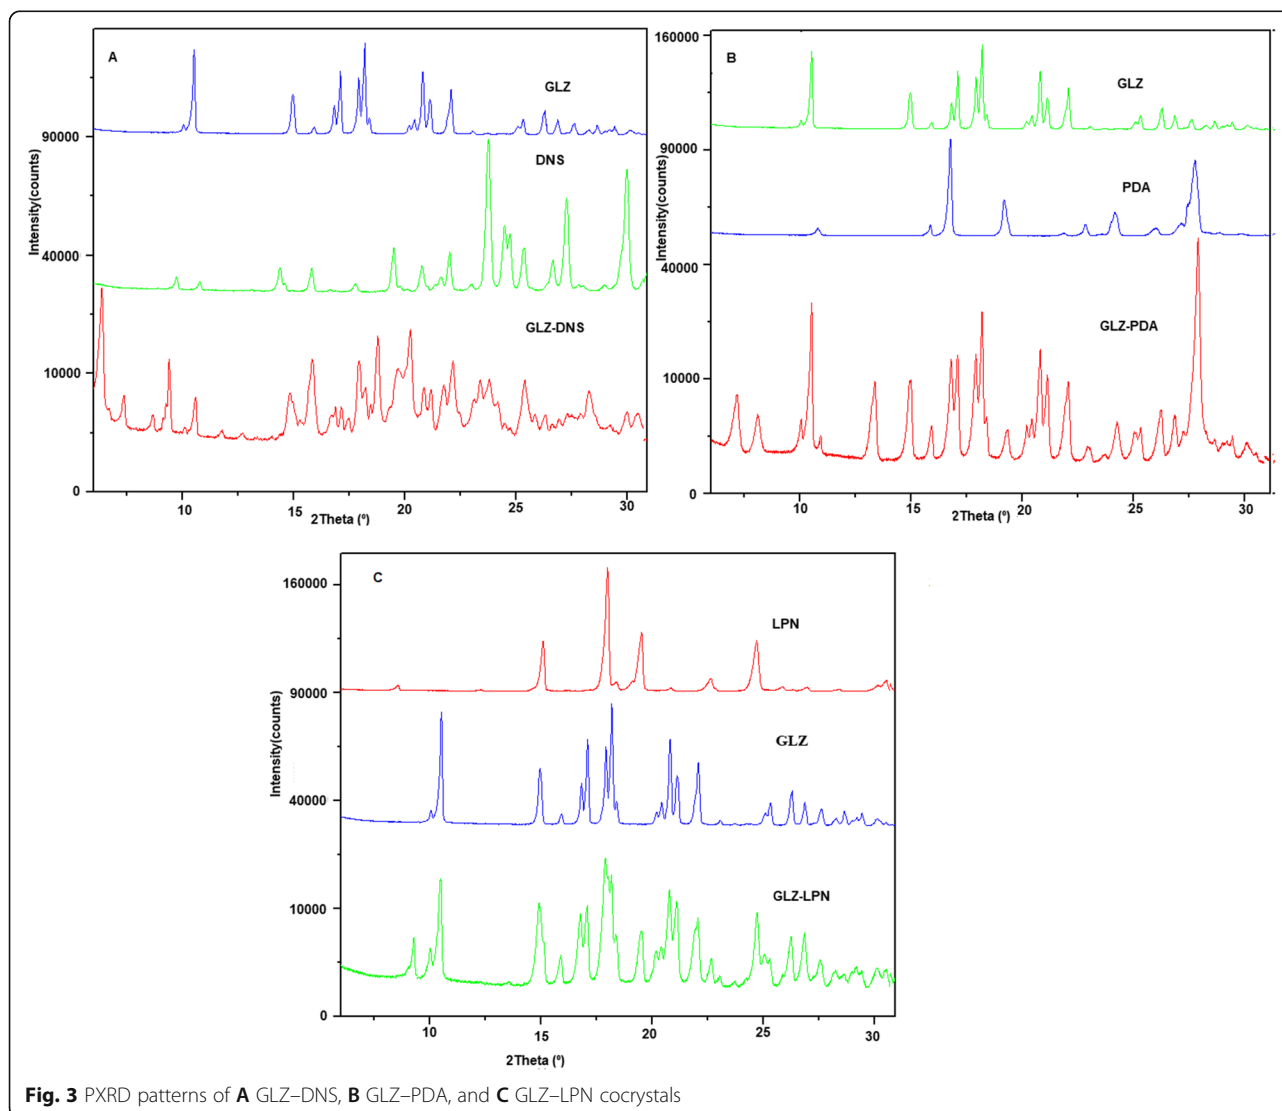 A
GLZ
DNS
GLZ-DNS
Intensity(counts)
90000
40000
10000
0
10
15
20
25
30
2Theta (º)
B
GLZ
PDA
GLZ-PDA
Intensity(counts)
160000
90000
40000
10000
0
10
15
20
25
30
2Theta (º)
C
LPN
GLZ
GLZ-LPN
Intensity(counts)
160000
90000
40000
10000
0
10
15
20
25
30
2Theta (º)
Fig. 3 PXRD patterns of A GLZ–DNS, B GLZ–PDA, and C GLZ–LPN cocrystals